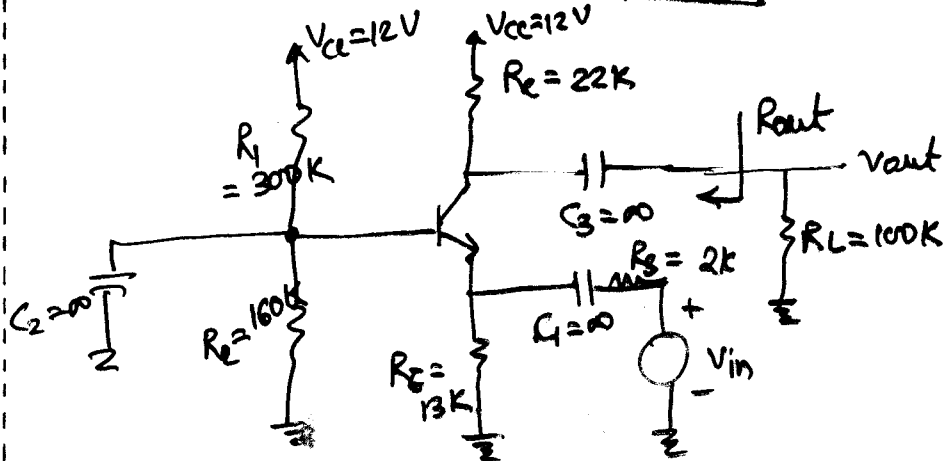 Vcc=12V
Vcc=12V
Rc = 22K
R1
= 300K
Rout
Vout
C3=∞
RL=100K
RS = 2K
C2=∞
R2=160K
C1=∞
+
Vin
-
RE=
13K